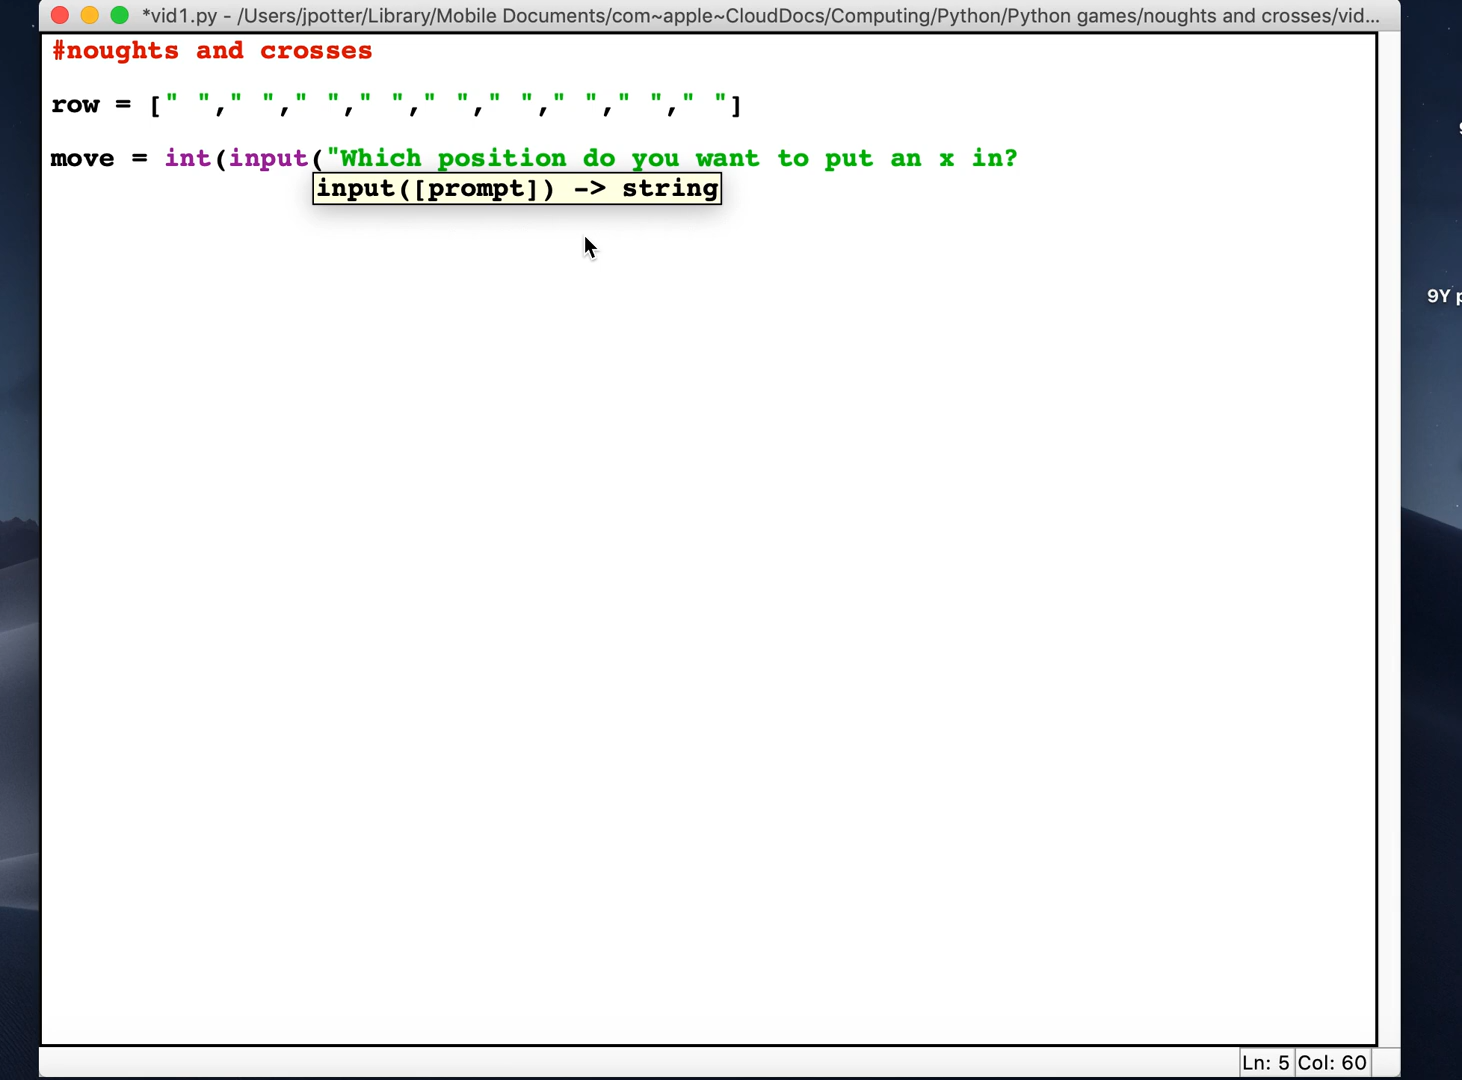 *vid1.py - /Users/jpotter/Library/Mobile Documents/com~apple~CloudDocs/Computing/Python/Python games/noughts and crosses/vid...
#noughts and crosses
row = [" "," "," "," "," "," "," "," "," "]
move = int(input("Which position do you want to put an x in?
input([prompt]) -> string
9Y
Ln: 5 Col: 60